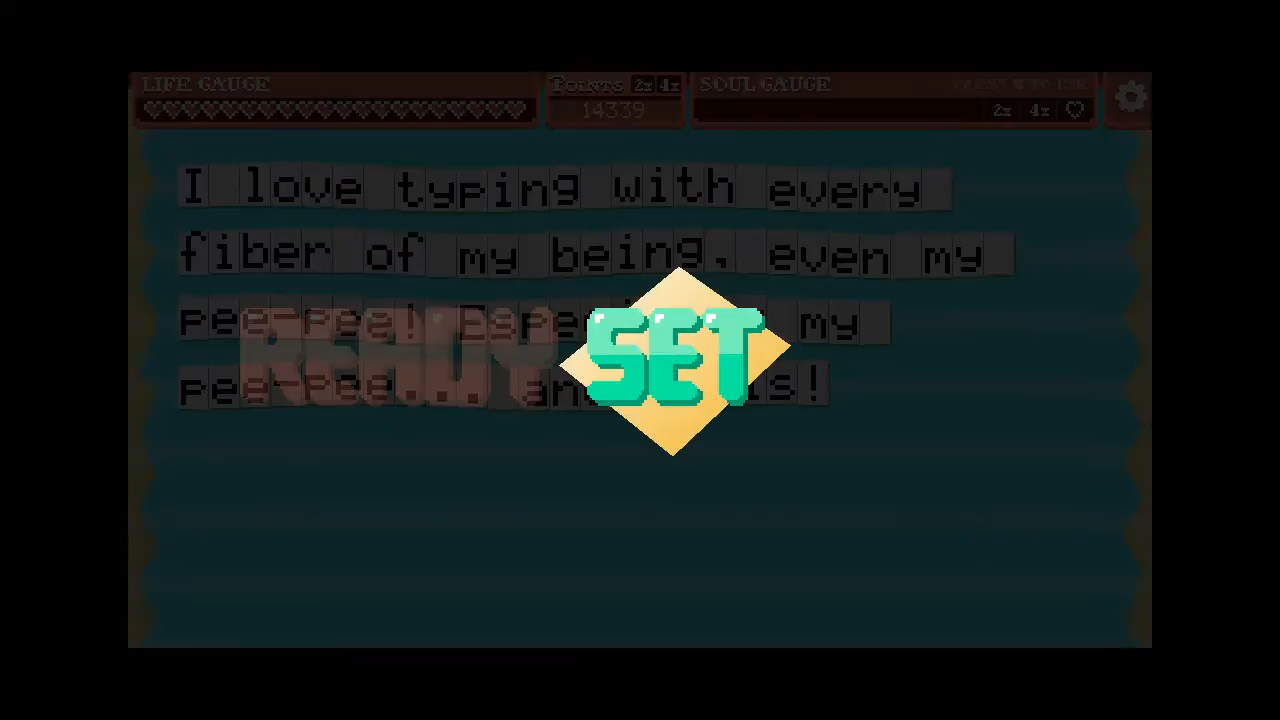 LIFE GAUGE
POINTS 2x 4x
14339
SOUL GAUGE
2x 4x
I love typing with every
fiber of my being, even my
pee-pee! my
pee-pee...
READY SET